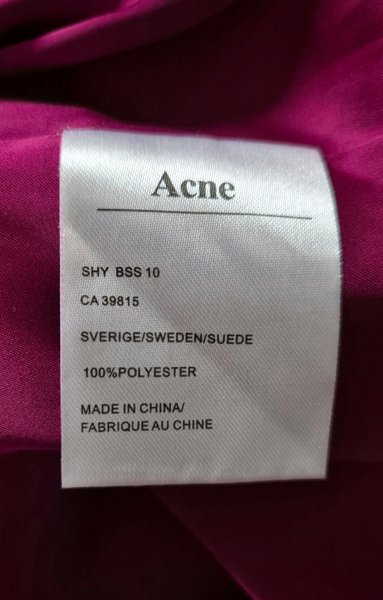 Acne
SHY BSS 10
CA 39815
SVERIGE/SWEDEN/SUEDE
100%POLYESTER
MADE IN CHINA/
FABRIQUE AU CHINE